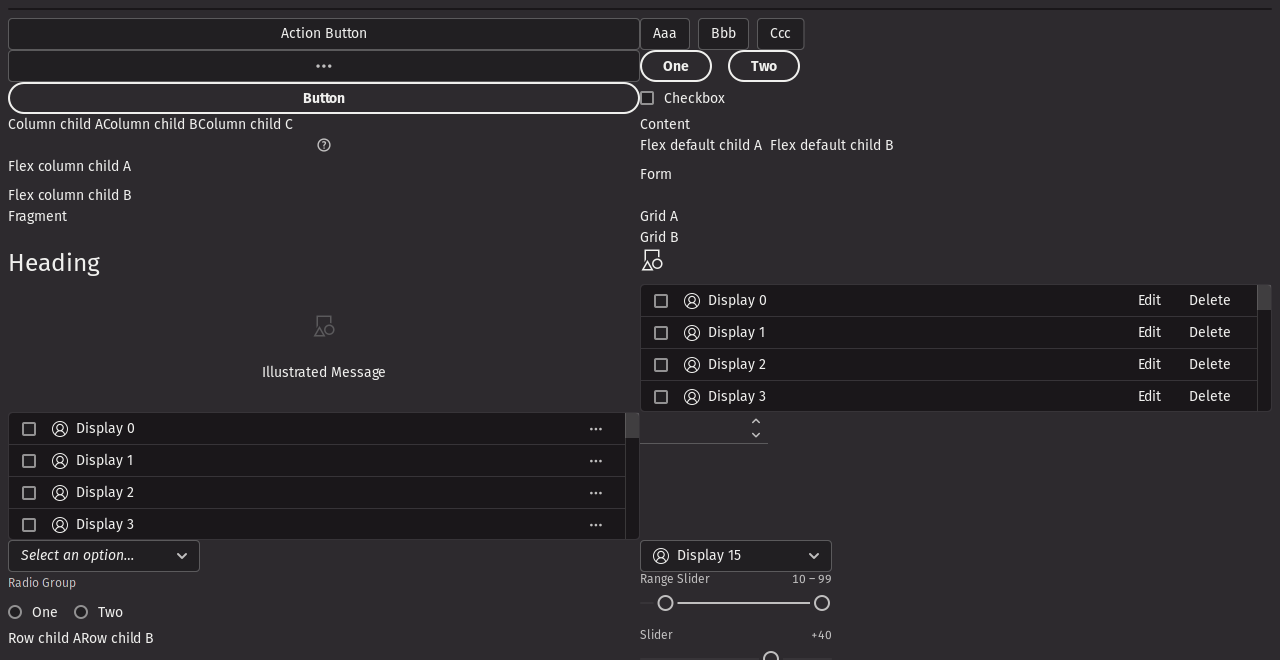 Action Button
Aaa Bbb Ccc
One Two
Button
Checkbox
Column child AColumn child BColumn child C
Content
Flex default child A Flex default child B
Flex column child A
Form
Flex column child B
Fragment
Grid A
Grid B
Heading
Illustrated Message
Display 0 Edit Delete
Display 1 Edit Delete
Display 2 Edit Delete
Display 3 Edit Delete
Display 0
Display 1
Display 2
Display 3
Select an option...
Display 15
Radio Group
Range Slider 10 – 99
One Two
Slider +40
Row child ARow child B